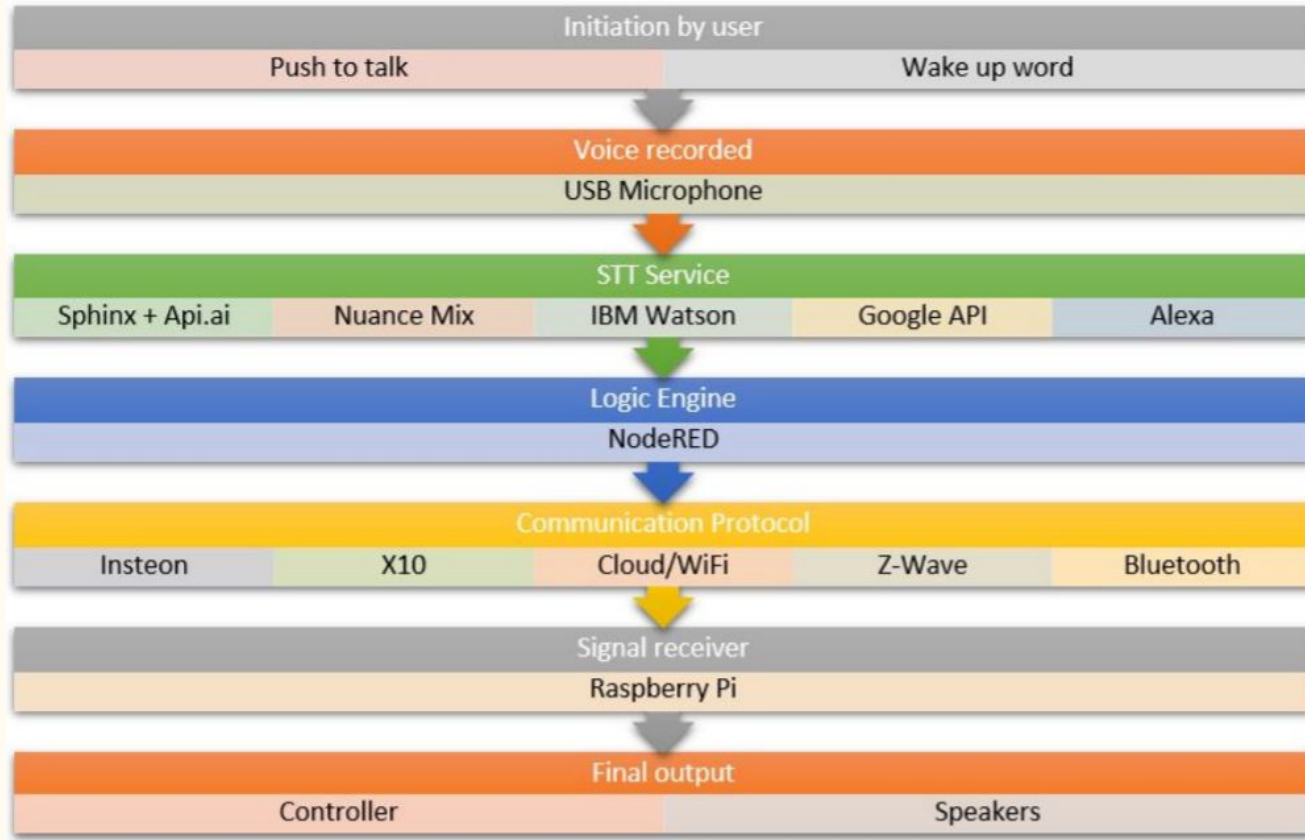 Initiation by user
Push to talk Wake up word
Voice recorded
USB Microphone
STT Service
Sphinx + Api.ai Nuance Mix IBM Watson Google API Alexa
Logic Engine
NodeRED
Communication Protocol
Insteon X10 Cloud/WiFi Z-Wave Bluetooth
Signal receiver
Raspberry Pi
Final output
Controller Speakers